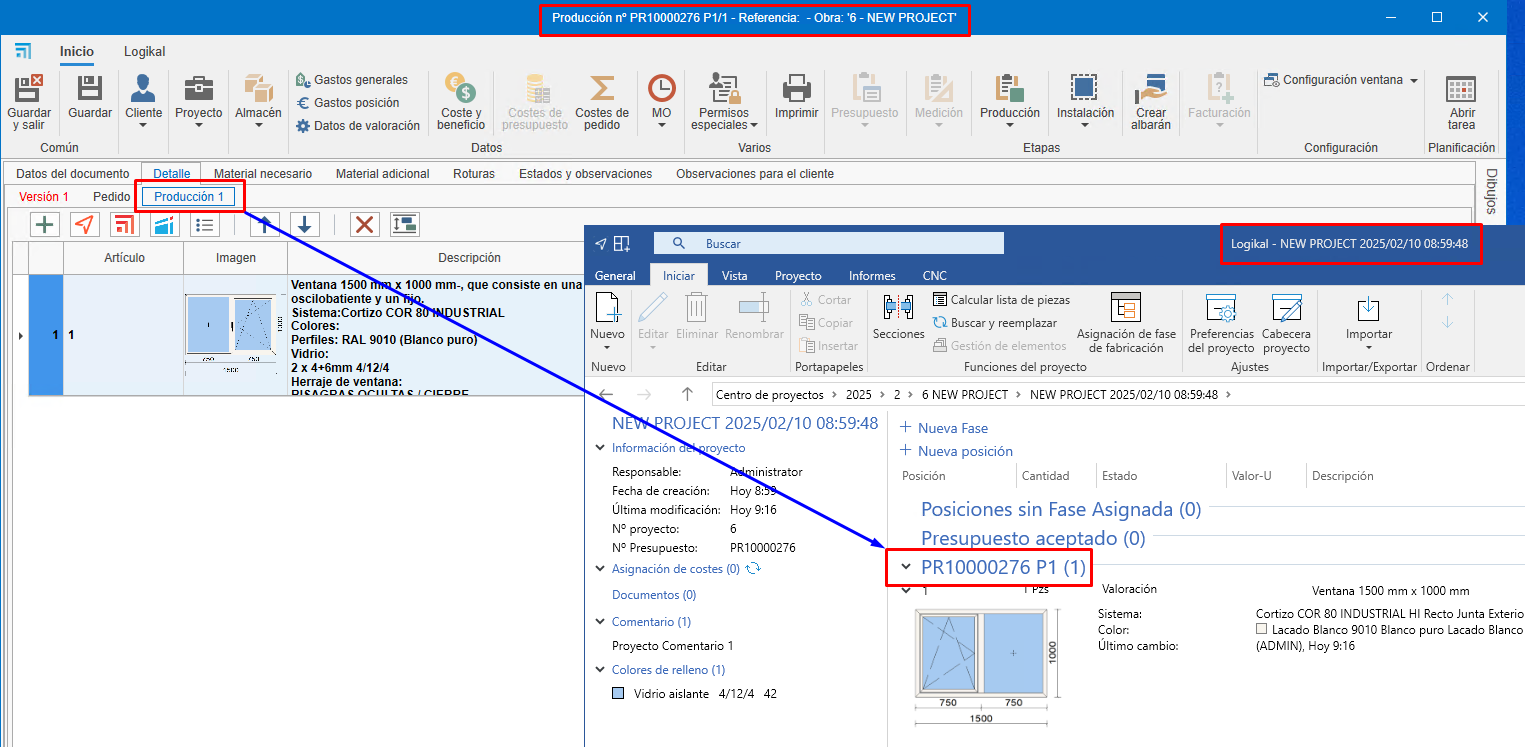 Producción nº PR10000276 P1/1 - Referencia:  - Obra: '6 - NEW PROJECT'
Inicio
Logikal
Guardar y salir
Guardar
Cliente
Proyecto
Almacén
Gastos generales
Gastos posición
Datos de valoración
Coste y beneficio
Costes de presupuesto
Costes de pedido
MO
Permisos especiales
Imprimir
Presupuesto
Medición
Producción
Instalación
Crear albarán
Facturación
Configuración ventana
Abrir tarea
Común
Datos
Varios
Etapas
Configuración
Planificación
Datos del documento
Detalle
Material necesario
Material adicional
Roturas
Estados y observaciones
Observaciones para el cliente
Dibujos
Versión 1
Pedido
Producción 1
Artículo
Imagen
Descripción
1
1
750
750
1500
1000
Ventana 1500 mm x 1000 mm-, que consiste en una
oscilobatiente y un fijo.
Sistema:Cortizo COR 80 INDUSTRIAL
Colores:
Perfiles: RAL 9010 (Blanco puro)
Vidrio:
2 x 4+6mm 4/12/4
Herraje de ventana:
BISAGRAS OCULTAS / CIERRE
Buscar
Logikal - NEW PROJECT 2025/02/10 08:59:48
General
Iniciar
Vista
Proyecto
Informes
CNC
Nuevo
Editar
Eliminar
Renombrar
Cortar
Copiar
Insertar
Secciones
Calcular lista de piezas
Buscar y reemplazar
Gestión de elementos
Asignación de fase de fabricación
Preferencias del proyecto
Cabecera proyecto
Importar
Nuevo
Editar
Portapapeles
Funciones del proyecto
Ajustes
Importar/Exportar
Ordenar
Centro de proyectos > 2025 > 2 > 6 NEW PROJECT > NEW PROJECT 2025/02/10 08:59:48 >
NEW PROJECT 2025/02/10 08:59:48
Información del proyecto
Responsable: Administrator
Fecha de creación: Hoy 8:59
Última modificación: Hoy 9:16
Nº proyecto: 6
Nº Presupuesto: PR10000276
Asignación de costes (0)
Documentos (0)
Comentario (1)
Proyecto Comentario 1
Colores de relleno (1)
Vidrio aislante 4/12/4 42
+ Nueva Fase
+ Nueva posición
Posición
Cantidad
Estado
Valor-U
Descripción
Posiciones sin Fase Asignada (0)
Presupuesto aceptado (0)
PR10000276 P1 (1)
1
1 Pzs
Valoración
Ventana 1500 mm x 1000 mm
Sistema: Cortizo COR 80 INDUSTRIAL HI Recto Junta Exterio
Color: Lacado Blanco 9010 Blanco puro Lacado Blanco
Último cambio: (ADMIN), Hoy 9:16
1000
750
750
1500